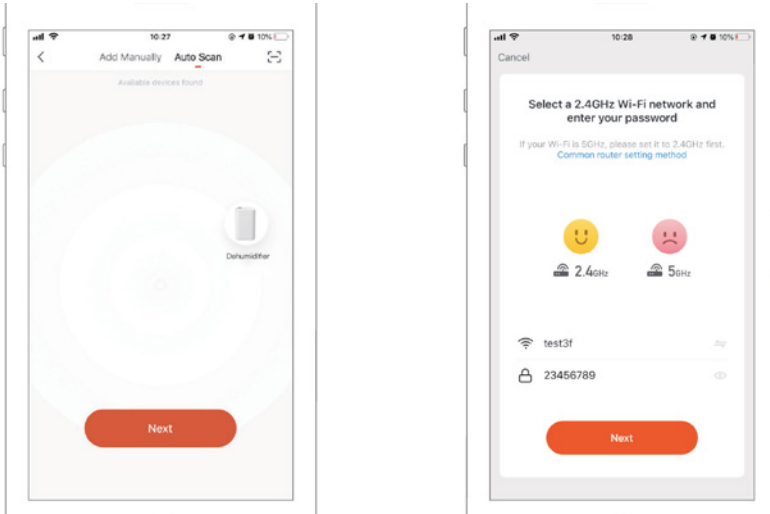 10:27
10%
Add Manually Auto Scan
Available devices found
Dehumidifier
Next
10:28
10%
Cancel
Select a 2.4GHz Wi-Fi network and
enter your password
If your Wi-Fi is 5GHz, please set it to 2.4GHz first.
Common router setting method
2.4GHz
5GHz
test3f
23456789
Next